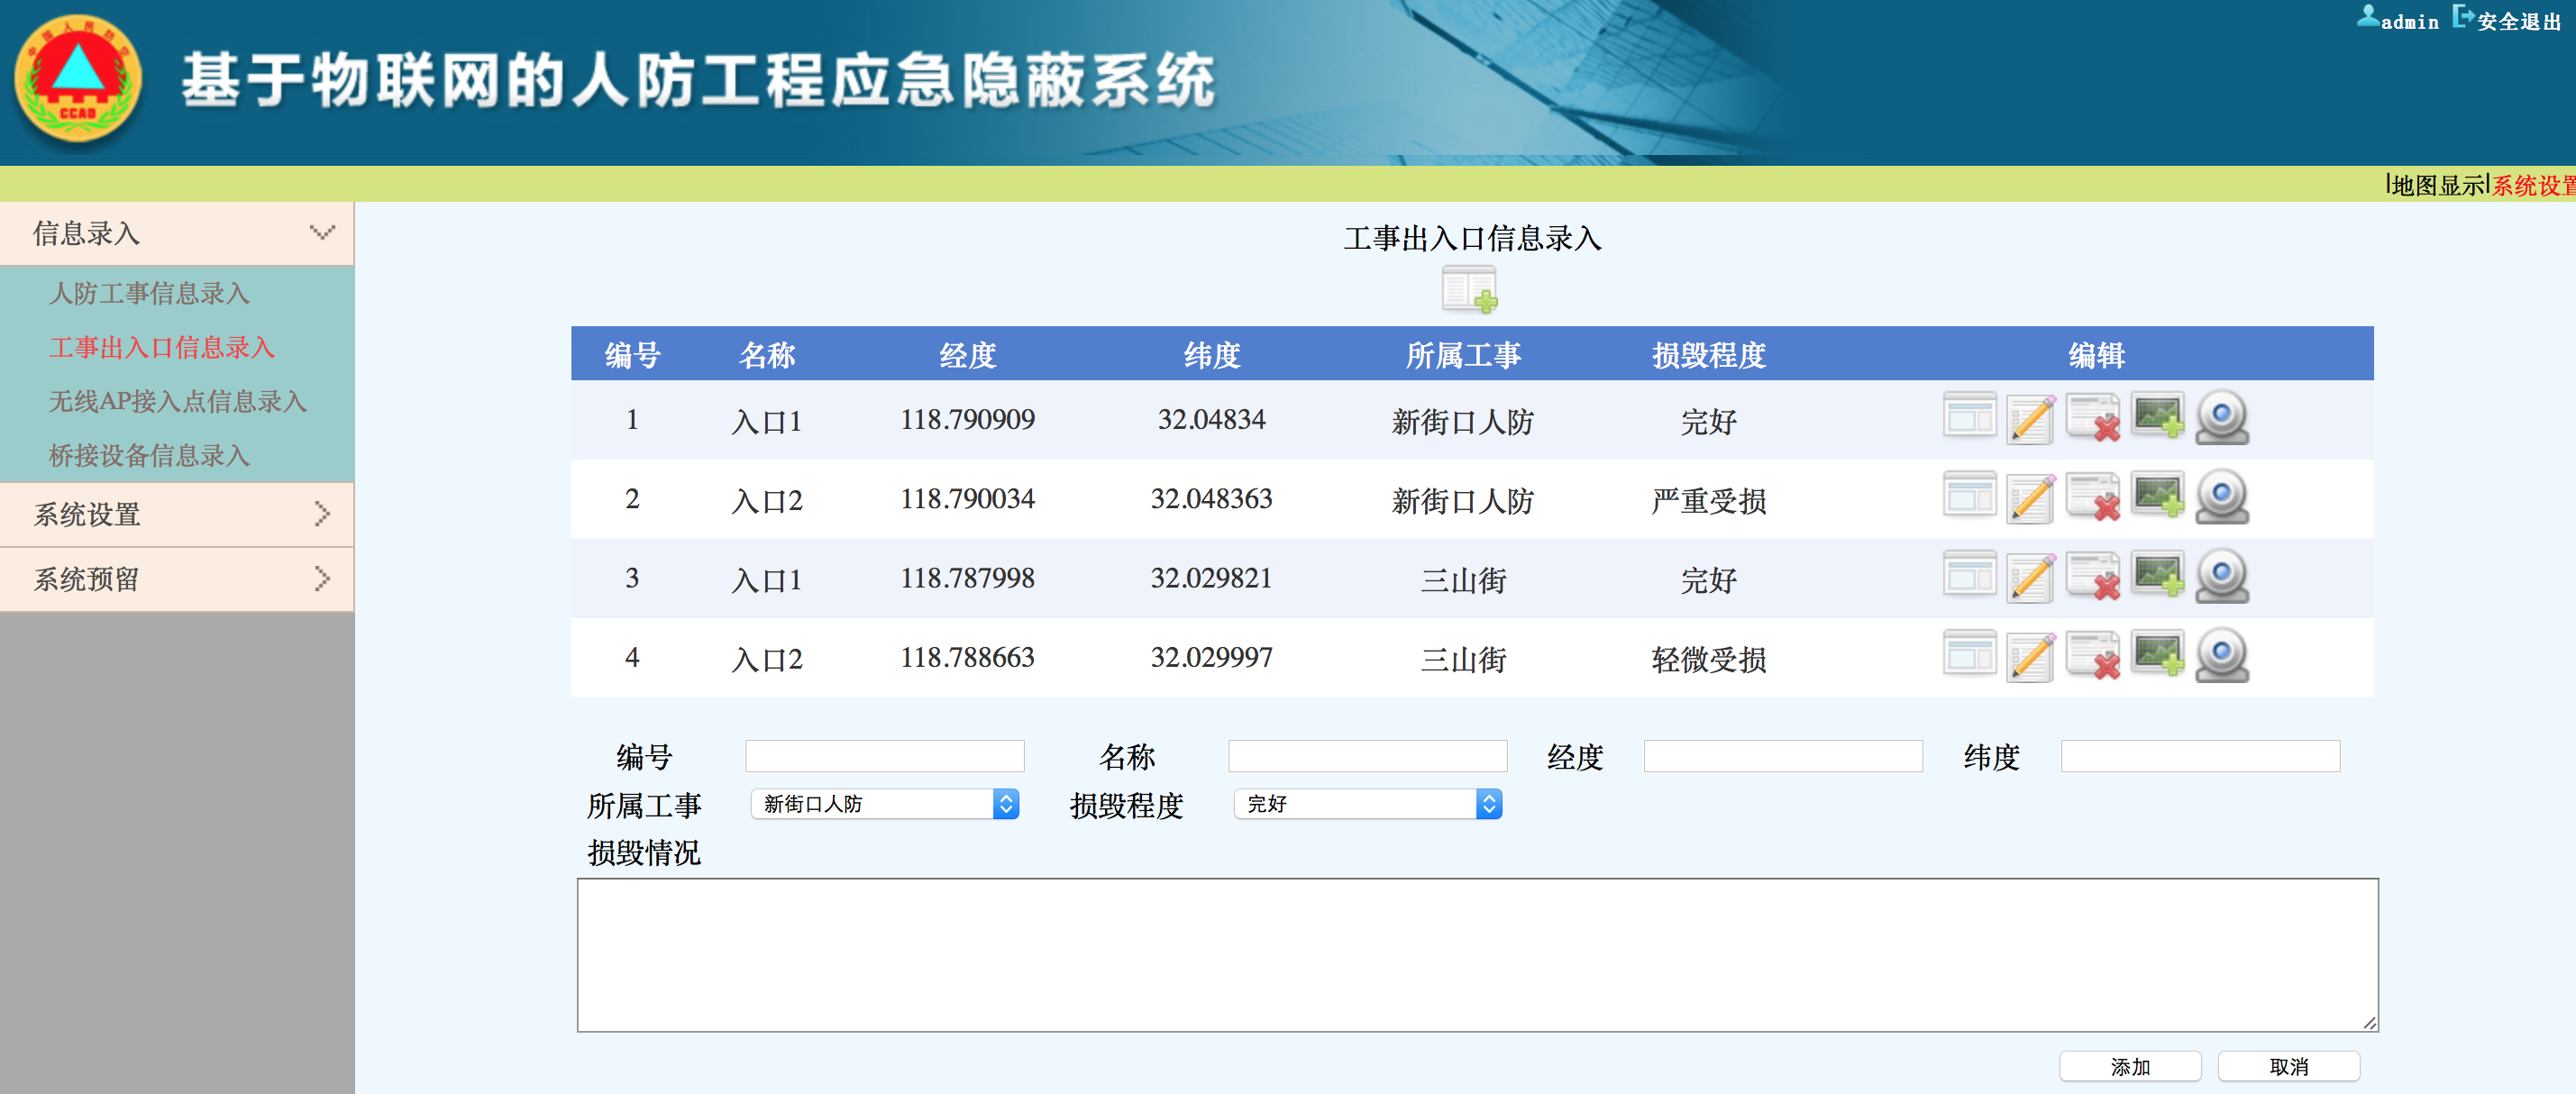 admin 安全退出
中国人民防空
CCAD
基于物联网的人防工程应急隐蔽系统
|地图显示|系统设置
信息录入
人防工事信息录入
工事出入口信息录入
无线AP接入点信息录入
桥接设备信息录入
系统设置
系统预留
工事出入口信息录入
编号 名称 经度 纬度 所属工事 损毁程度 编辑
1 入口1 118.790909 32.04834 新街口人防 完好
2 入口2 118.790034 32.048363 新街口人防 严重受损
3 入口1 118.787998 32.029821 三山街 完好
4 入口2 118.788663 32.029997 三山街 轻微受损
编号 名称 经度 纬度
所属工事 新街口人防 损毁程度 完好
损毁情况
添加 取消